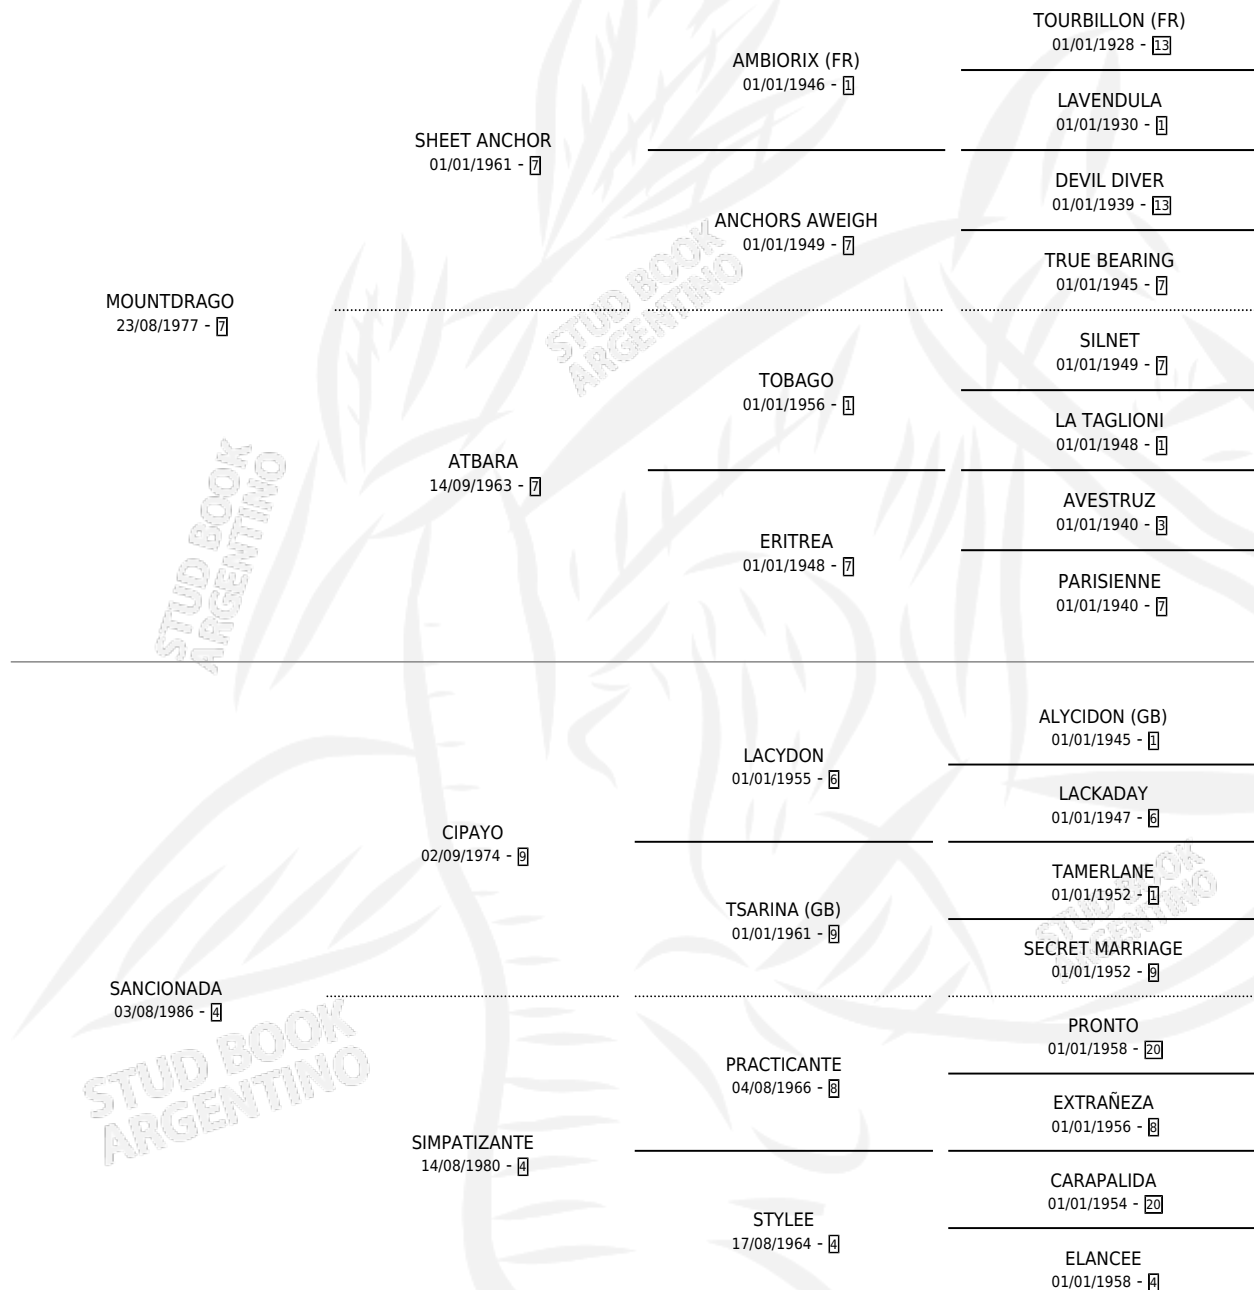 TOURBILLON (FR)
01/01/1928 - 13
AMBIORIX (FR)
01/01/1946 - 1
LAVENDULA
01/01/1930 - 1
SHEET ANCHOR
01/01/1961 - 7
DEVIL DIVER
01/01/1939 - 13
ANCHORS AWEIGH
01/01/1949 - 7
TRUE BEARING
01/01/1945 - 7
MOUNTDRAGO
23/08/1977 - 7
SILNET
01/01/1949 - 7
TOBAGO
01/01/1956 - 1
LA TAGLIONI
01/01/1948 - 1
ATBARA
14/09/1963 - 7
AVESTRUZ
01/01/1940 - 3
ERITREA
01/01/1948 - 7
PARISIENNE
01/01/1940 - 7
ALYCIDON (GB)
01/01/1945 - 1
LACYDON
01/01/1955 - 6
LACKADAY
01/01/1947 - 6
CIPAYO
02/09/1974 - 9
TAMERLANE
01/01/1952 - 1
TSARINA (GB)
01/01/1961 - 9
SECRET MARRIAGE
01/01/1952 - 9
SANCIONADA
03/08/1986 - 4
PRONTO
01/01/1958 - 20
PRACTICANTE
04/08/1966 - 8
EXTRAÑEZA
01/01/1956 - 8
SIMPATIZANTE
14/08/1980 - 4
CARAPALIDA
01/01/1954 - 20
STYLEE
17/08/1964 - 4
ELANCEE
01/01/1958 - 4
STUD BOOK
ARGENTINO
STUD BOOK
ARGENTINO
STUD BOOK
ARGENTINO
STUD BOOK
ARGENTINO